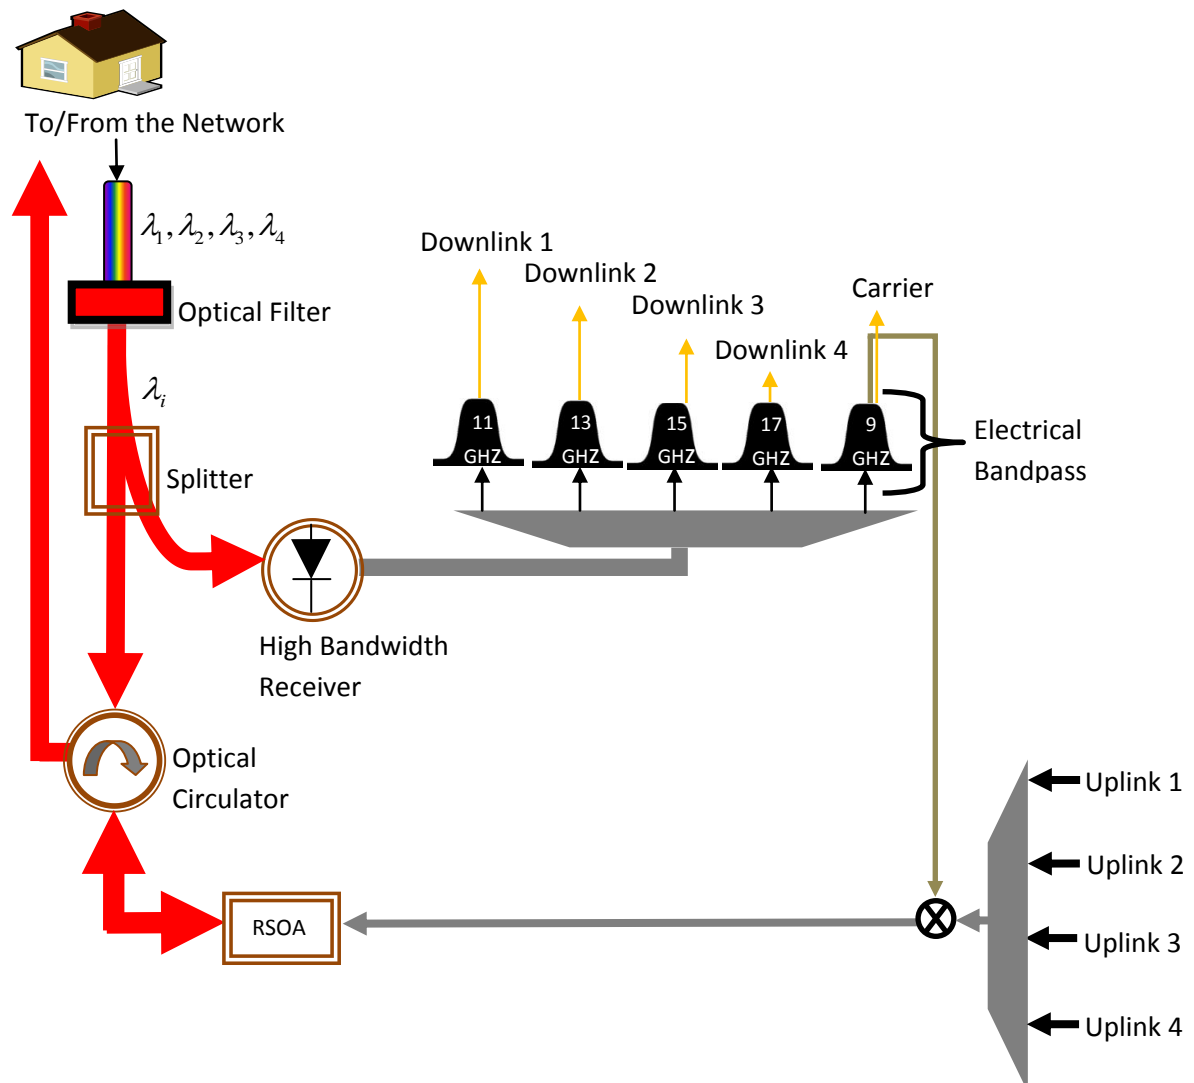 To/From the Network
λ1, λ2, λ3, λ4
Optical Filter
λi
Splitter
High Bandwidth
Receiver
Optical
Circulator
RSOA
Downlink 1
Downlink 2
Downlink 3
Downlink 4
Carrier
11
GHZ
13
GHZ
15
GHZ
17
GHZ
9
GHZ
Electrical
Bandpass
Uplink 1
Uplink 2
Uplink 3
Uplink 4